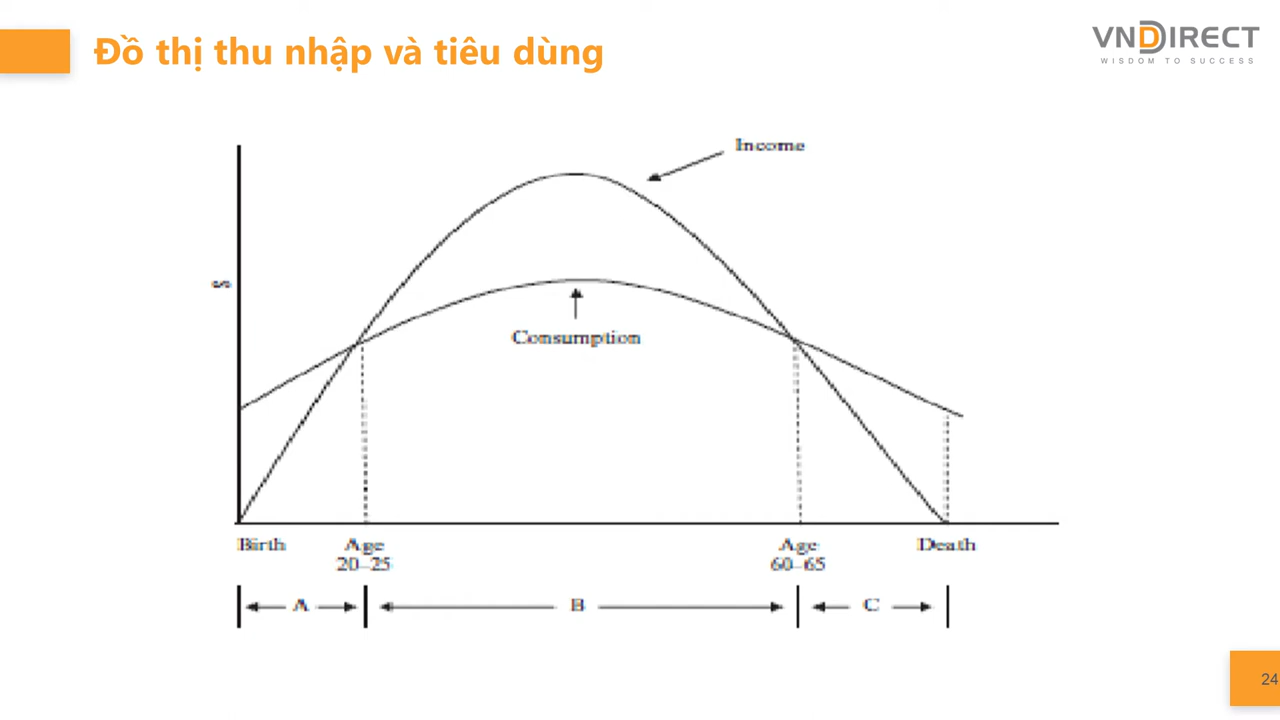 Đồ thị thu nhập và tiêu dùng
VNDIRECT
WISDOM TO SUCCESS
Income
$
Consumption
Birth
Age
20–25
Age
60–65
Death
A
B
C
24